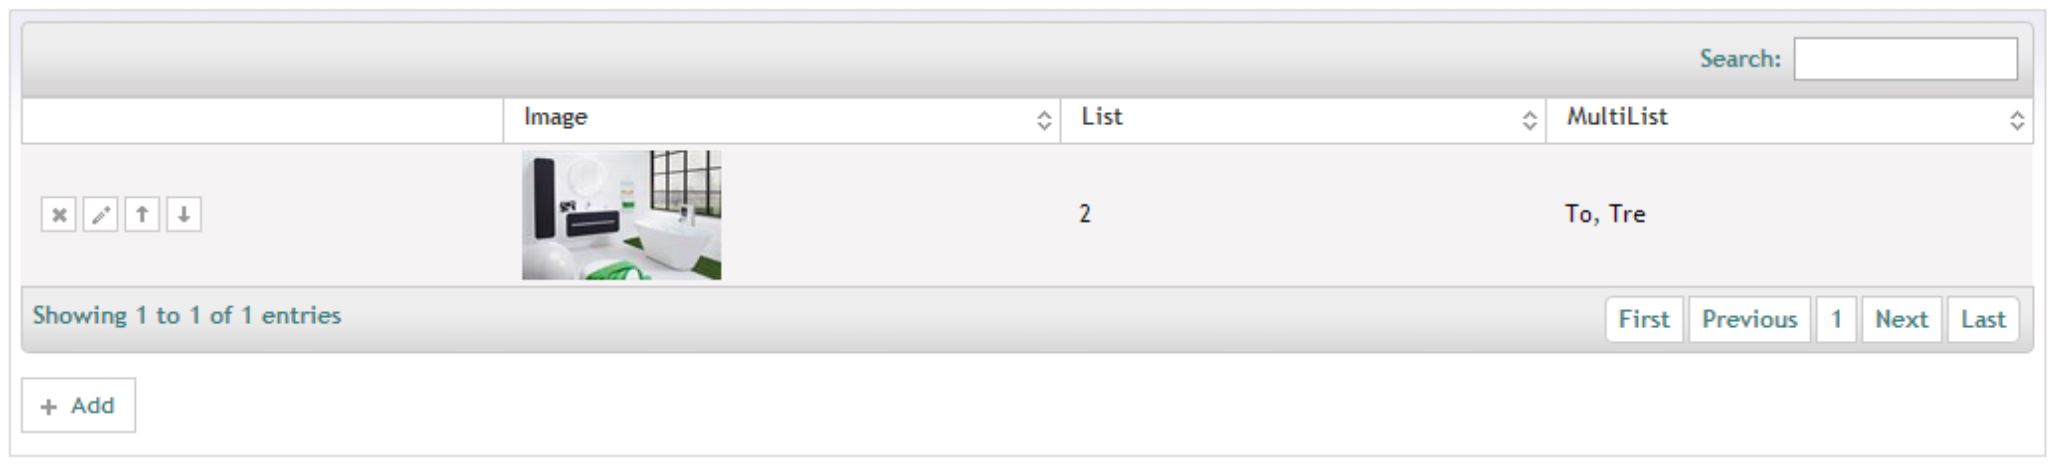 Search:
Image List MultiList
2 To, Tre
Showing 1 to 1 of 1 entries First Previous 1 Next Last
+ Add